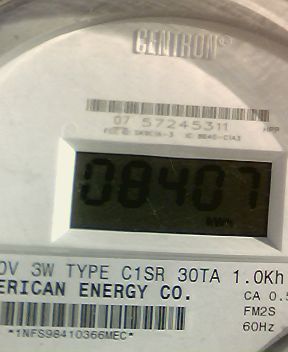 CENTRON®
07 57245311
08407
kWh
0V 3W TYPE C1SR 30TA 1.0Kh
ERICAN ENERGY CO.
CA 0.5
FM2S
60Hz
*1NFS98410366MEC*